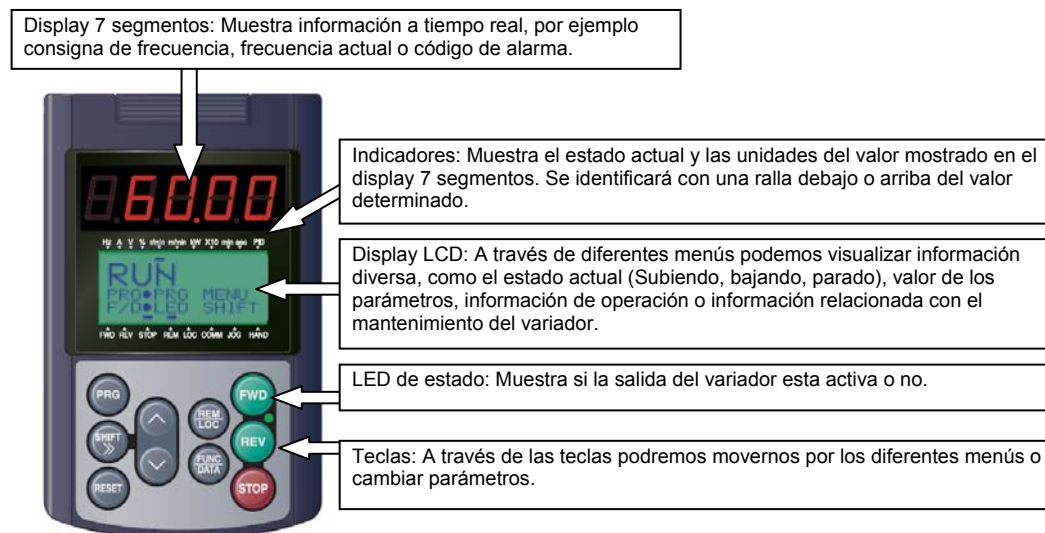 Display 7 segmentos: Muestra información a tiempo real, por ejemplo
consigna de frecuencia, frecuencia actual o código de alarma.
60.00
Indicadores: Muestra el estado actual y las unidades del valor mostrado en el
display 7 segmentos. Se identificará con una ralla debajo o arriba del valor
determinado.
Hz A V % r/min m/min kW X10 min sec PID
RUN
PRG●PRG MENU
F/D●LED SHIFT
FWD REV STOP REM LOC COMM JOG HAND
Display LCD: A través de diferentes menús podemos visualizar información
diversa, como el estado actual (Subiendo, bajando, parado), valor de los
parámetros, información de operación o información relacionada con el
mantenimiento del variador.
LED de estado: Muestra si la salida del variador esta activa o no.
Teclas: A través de las teclas podremos movernos por los diferentes menús o
cambiar parámetros.
PRG
FWD
REM
LOC
SHIFT
REV
FUNC
DATA
RESET
STOP